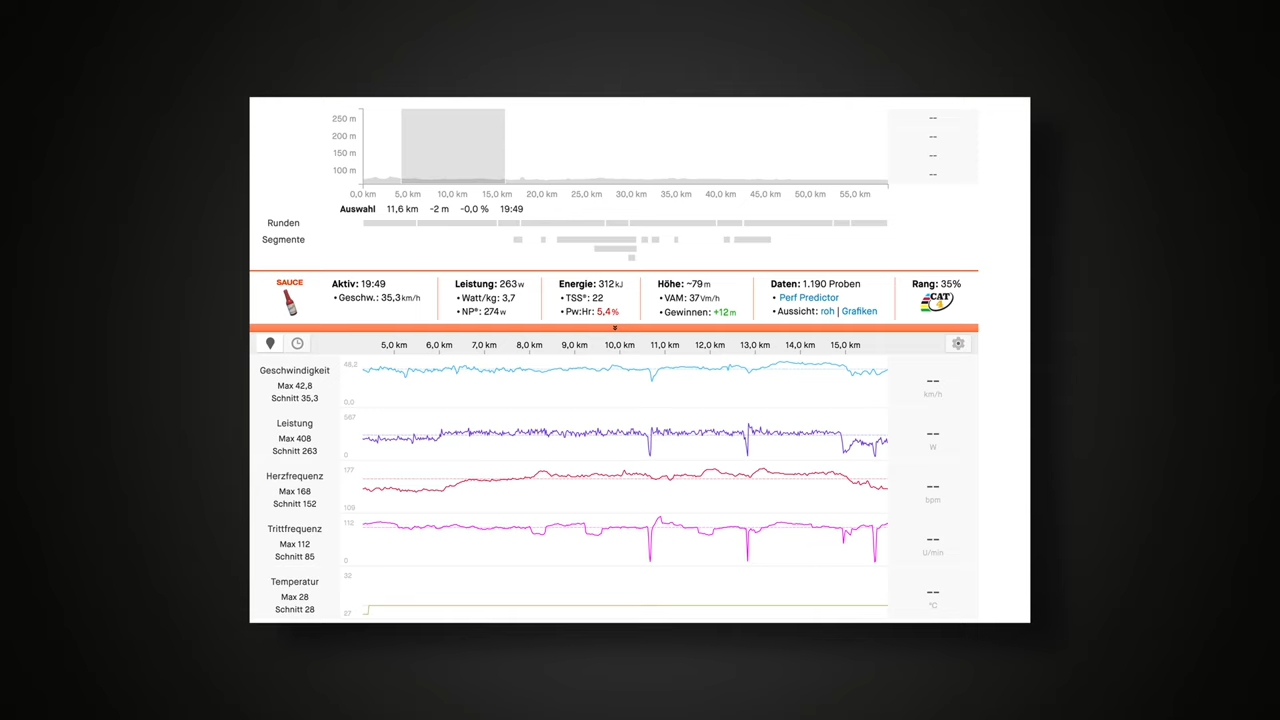 250 m
200 m
150 m
100 m
--
--
--
--
0,0 km 5,0 km 10,0 km 15,0 km 20,0 km 25,0 km 30,0 km 35,0 km 40,0 km 45,0 km 50,0 km 55,0 km
Auswahl 11,6 km -2 m -0,0 % 19:49
Runden
Segmente
SAUCE
Aktiv: 19:49
• Geschw.: 35,3 km/h
Leistung: 263 w
• Watt/kg: 3,7
• NP®: 274 w
Energie: 312 kJ
• TSS®: 22
• Pw:Hr: 5,4%
Höhe: ~79 m
• VAM: 37 Vm/h
• Gewinnen: +12 m
Daten: 1.190 Proben
• Perf Predictor
• Aussicht: roh | Grafiken
Rang: 35%
CAT
4
5,0 km 6,0 km 7,0 km 8,0 km 9,0 km 10,0 km 11,0 km 12,0 km 13,0 km 14,0 km 15,0 km
Geschwindigkeit
Max 42,8
Schnitt 35,3
48,2
0,0
--
km/h
Leistung
Max 408
Schnitt 263
567
0
--
W
Herzfrequenz
Max 168
Schnitt 152
177
109
--
bpm
Trittfrequenz
Max 112
Schnitt 85
112
0
--
U/min
Temperatur
Max 28
Schnitt 28
32
27
--
°C